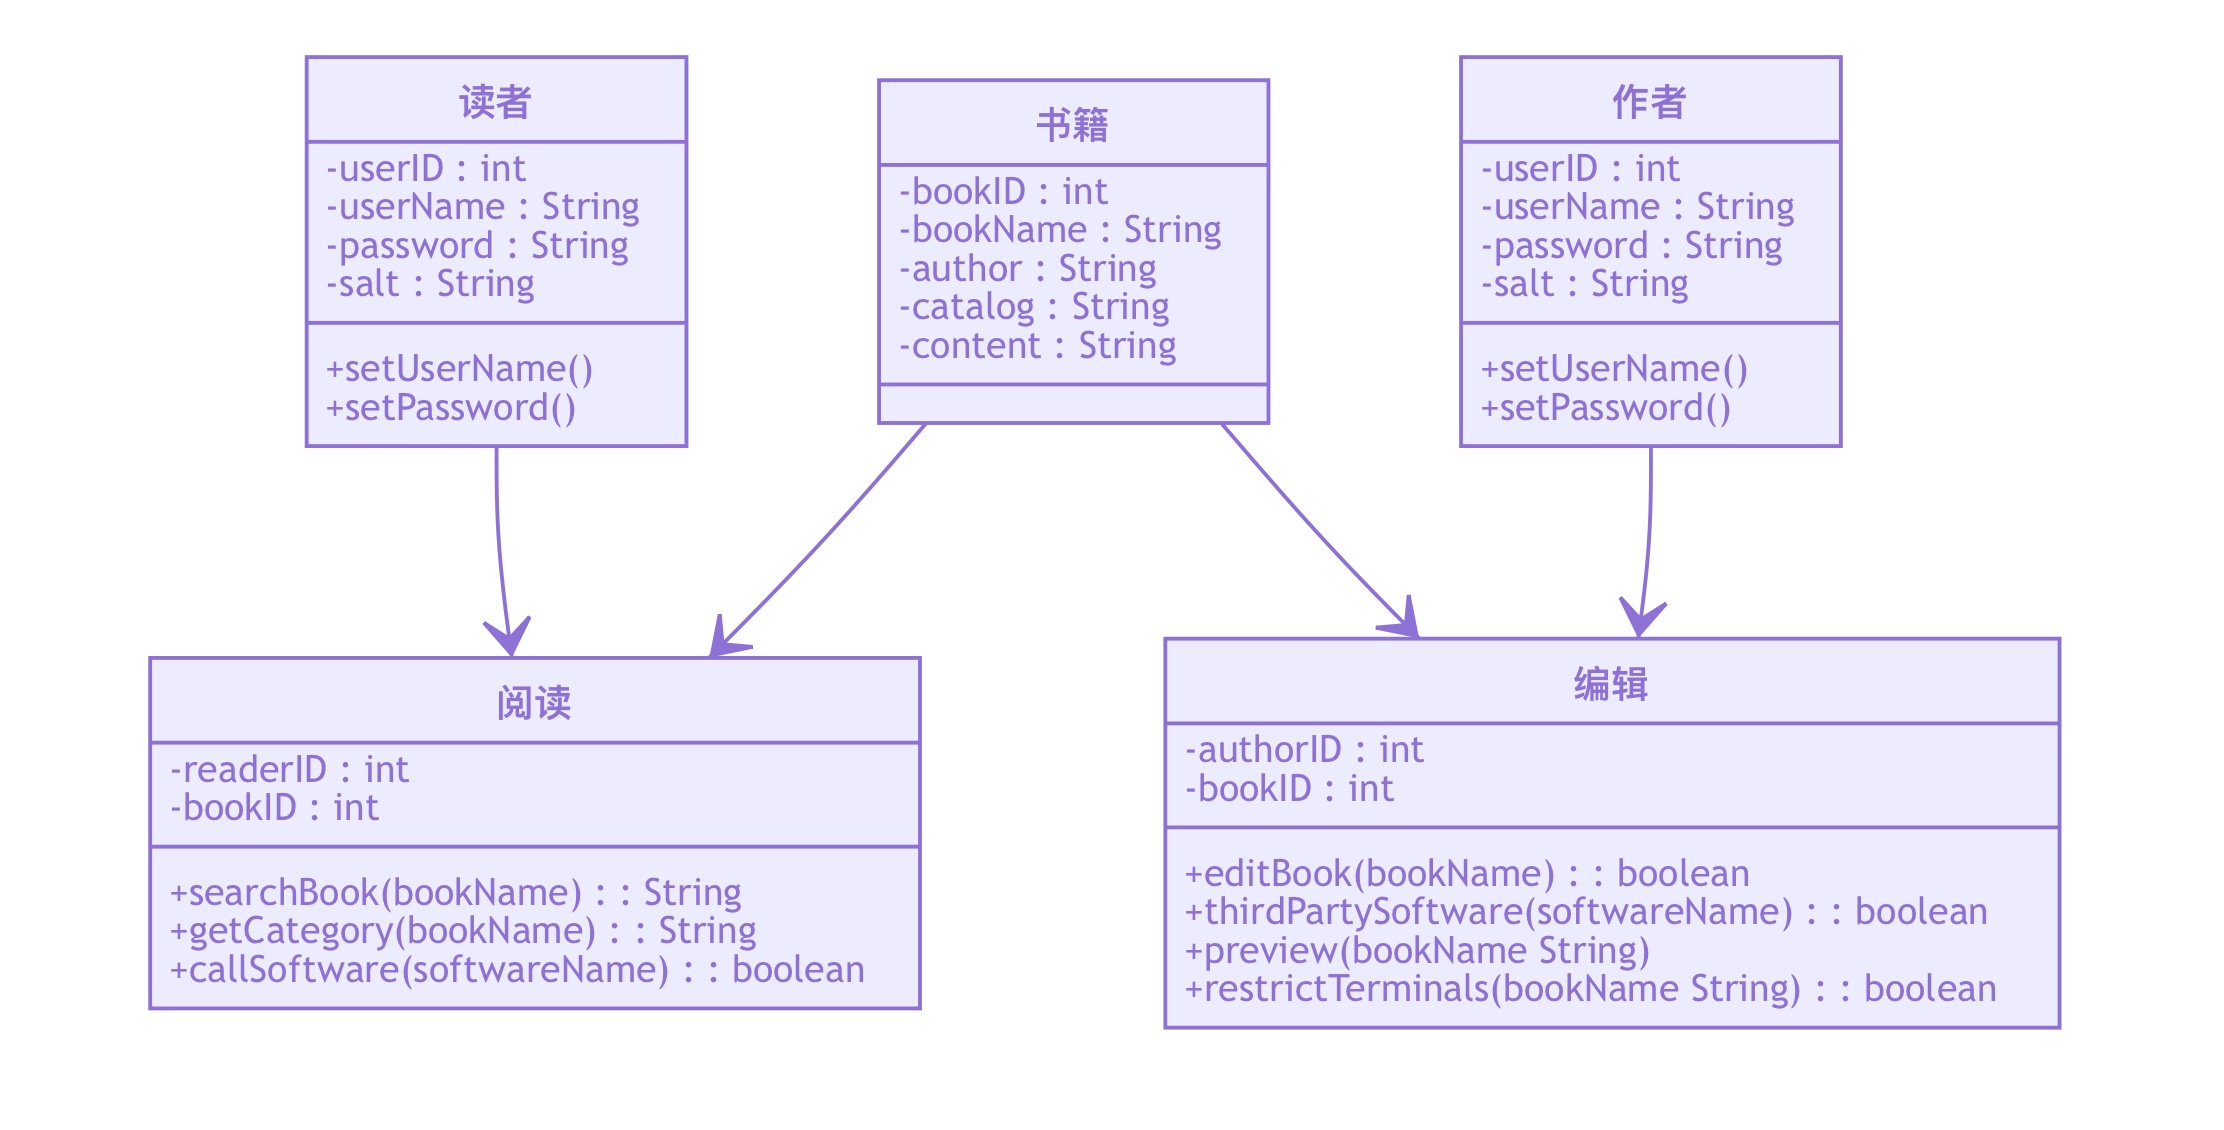 读者
-userID : int
-userName : String
-password : String
-salt : String
+setUserName()
+setPassword()
书籍
-bookID : int
-bookName : String
-author : String
-catalog : String
-content : String
作者
-userID : int
-userName : String
-password : String
-salt : String
+setUserName()
+setPassword()
阅读
-readerID : int
-bookID : int
+searchBook(bookName) : : String
+getCategory(bookName) : : String
+callSoftware(softwareName) : : boolean
编辑
-authorID : int
-bookID : int
+editBook(bookName) : : boolean
+thirdPartySoftware(softwareName) : : boolean
+preview(bookName String)
+restrictTerminals(bookName String) : : boolean